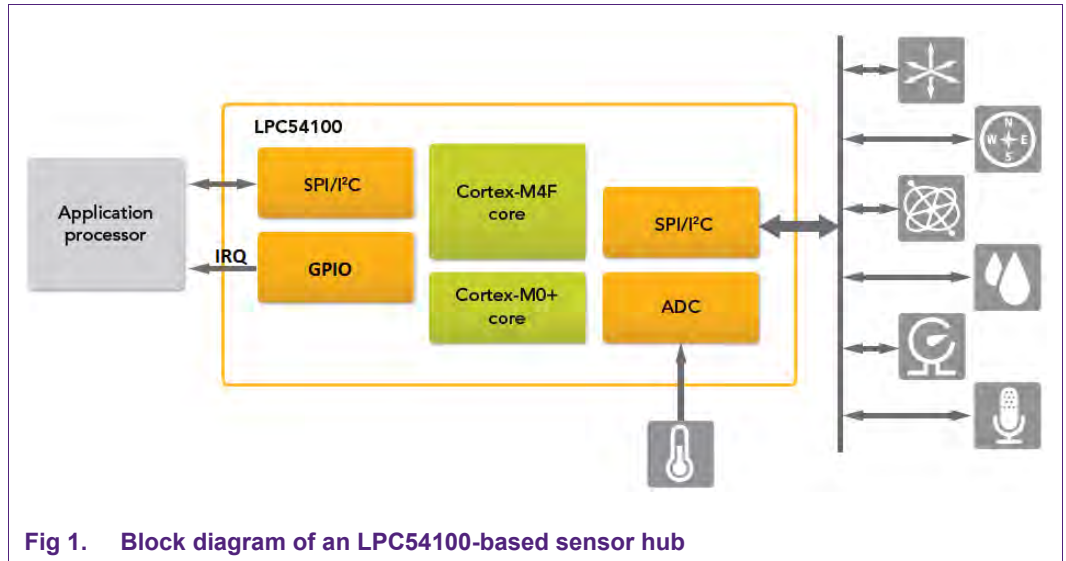 LPC54100
Application
processor
SPI/I²C
IRQ
GPIO
Cortex-M4F
core
Cortex-M0+
core
SPI/I²C
ADC
N
W E
S
Fig 1. Block diagram of an LPC54100-based sensor hub